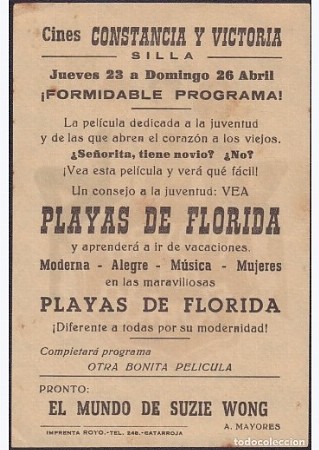 Cines CONSTANCIA Y VICTORIA
SILLA
Jueves 23 a Domingo 26 Abril
¡FORMIDABLE PROGRAMA!
La película dedicada a la juventud
y de las que abren el corazón a los viejos.
¿Señorita, tiene novio? ¿No?
¡Vea esta película y verá qué fácil!
Un consejo a la juventud: VEA
PLAYAS DE FLORIDA
y aprenderá a ir de vacaciones.
Moderna - Alegre - Música - Mujeres
en las maravillosas
PLAYAS DE FLORIDA
¡Diferente a todas por su modernidad!
Completará programa
OTRA BONITA PELICULA
PRONTO:
EL MUNDO DE SUZIE WONG
A. MAYORES
IMPRENTA ROYO.-TEL. 248.-CATARROJA
todocoleccion